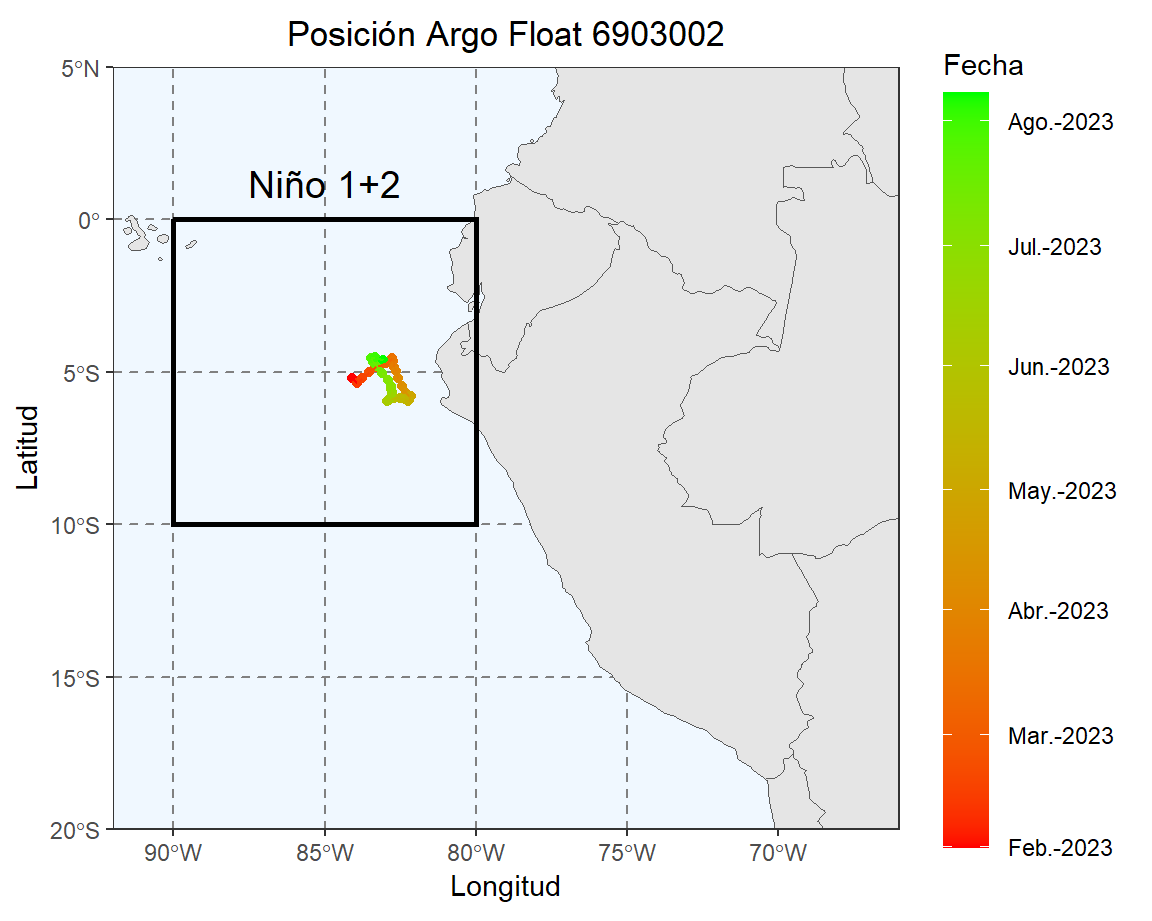 Posición Argo Float 6903002
Fecha
5°N
0°
5°S
10°S
15°S
20°S
Latitud
Niño 1+2
90°W
85°W
80°W
75°W
70°W
Longitud
Ago.-2023
Jul.-2023
Jun.-2023
May.-2023
Abr.-2023
Mar.-2023
Feb.-2023